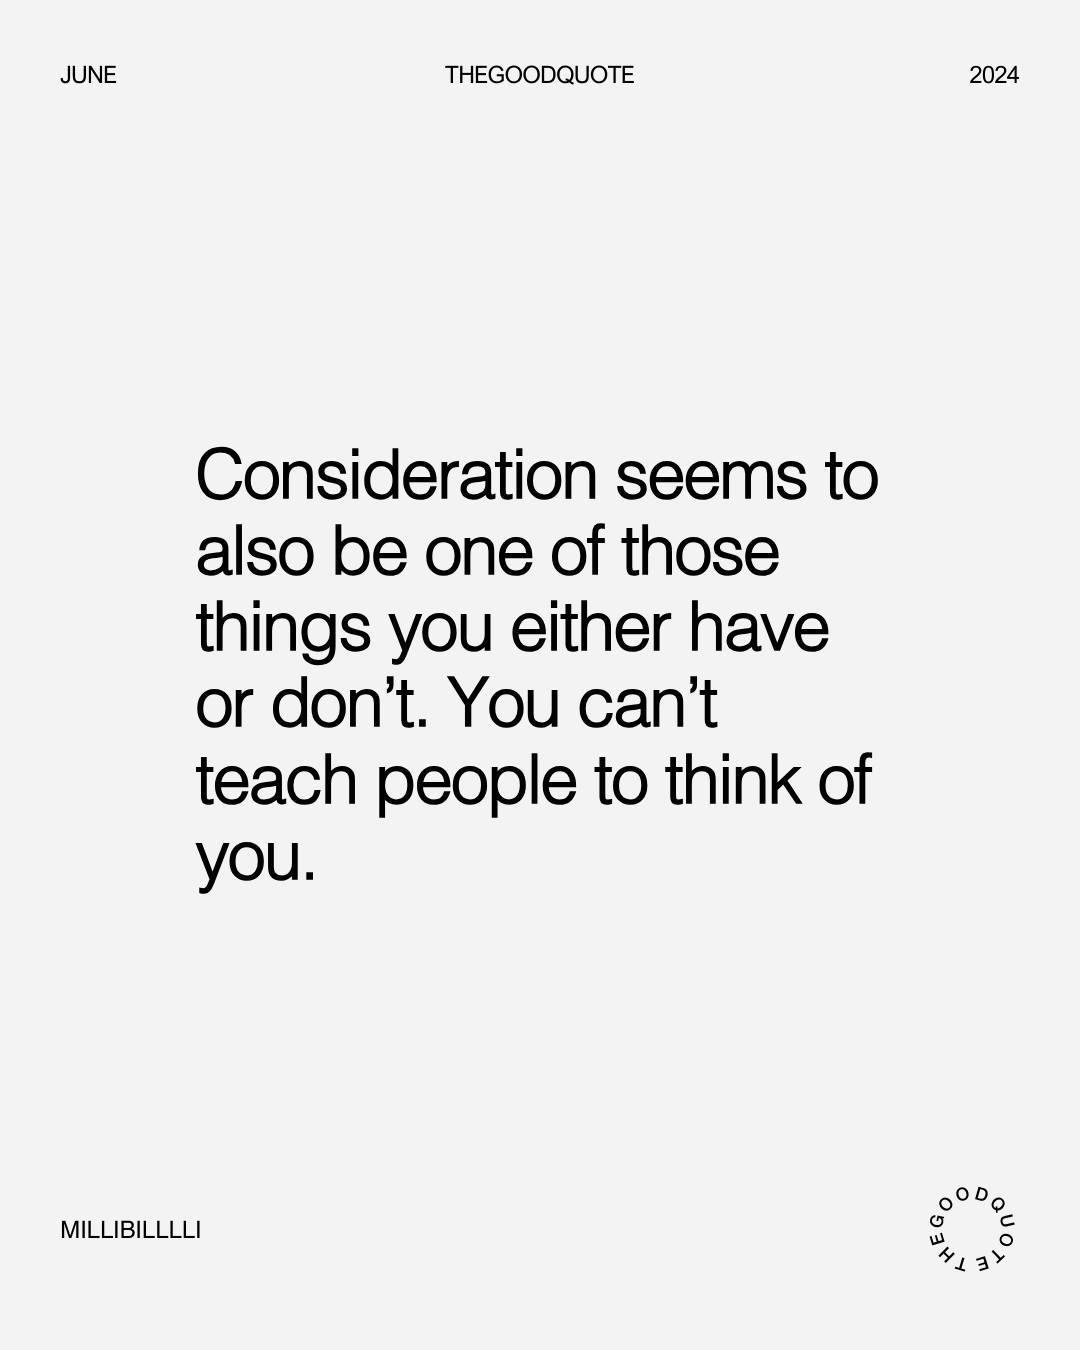 JUNE THEGOODQUOTE 2024
Consideration seems to
also be one of those
things you either have
or don’t. You can’t
teach people to think of
you.
MILLIBILLLLI
THEGOODQUOTE